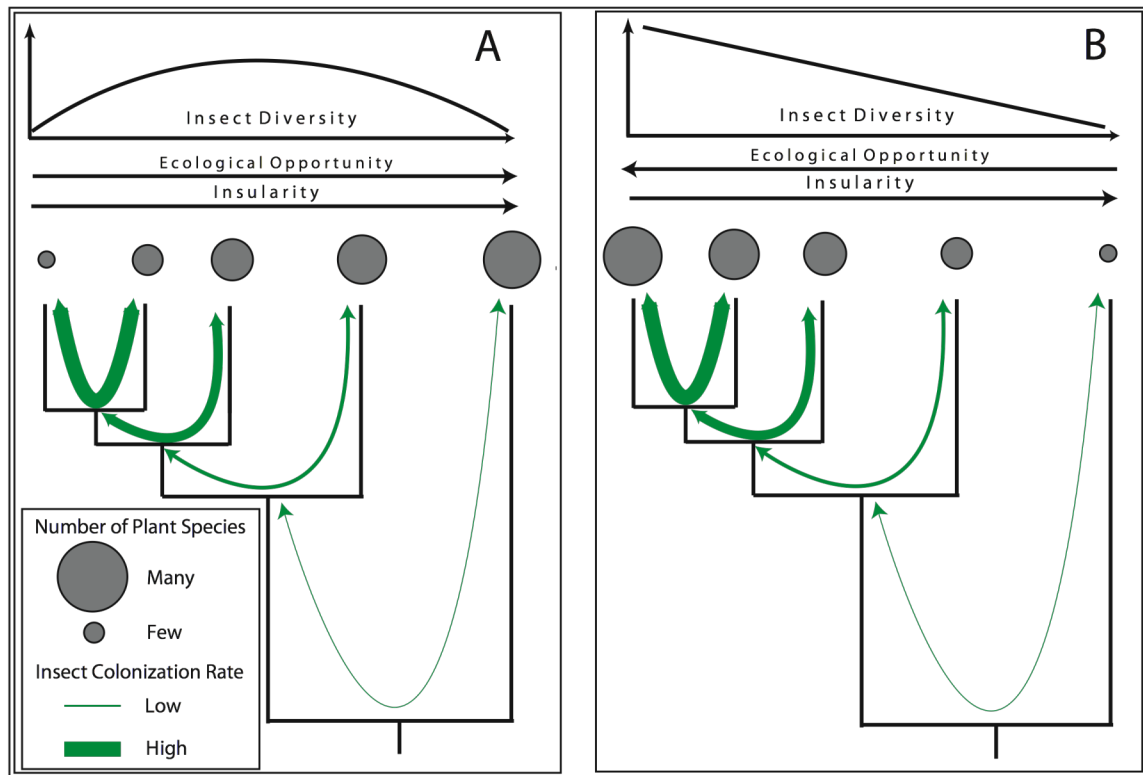 A
Insect Diversity
Ecological Opportunity
Insularity
Number of Plant Species
Many
Few
Insect Colonization Rate
Low
High
B
Insect Diversity
Ecological Opportunity
Insularity